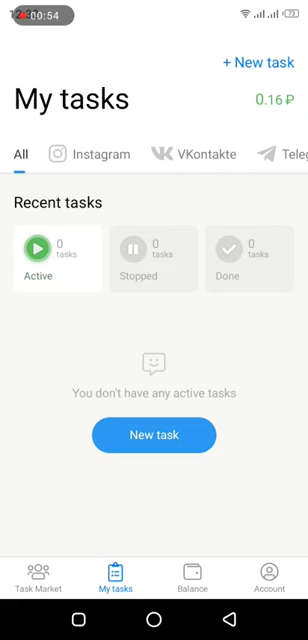 00:54
73
+ New task
My tasks
0.16 ₽
All
Instagram
VKontakte
Recent tasks
0
tasks
Active
0
tasks
Stopped
0
tasks
Done
You don't have any active tasks
New task
Task Market
My tasks
Balance
Account